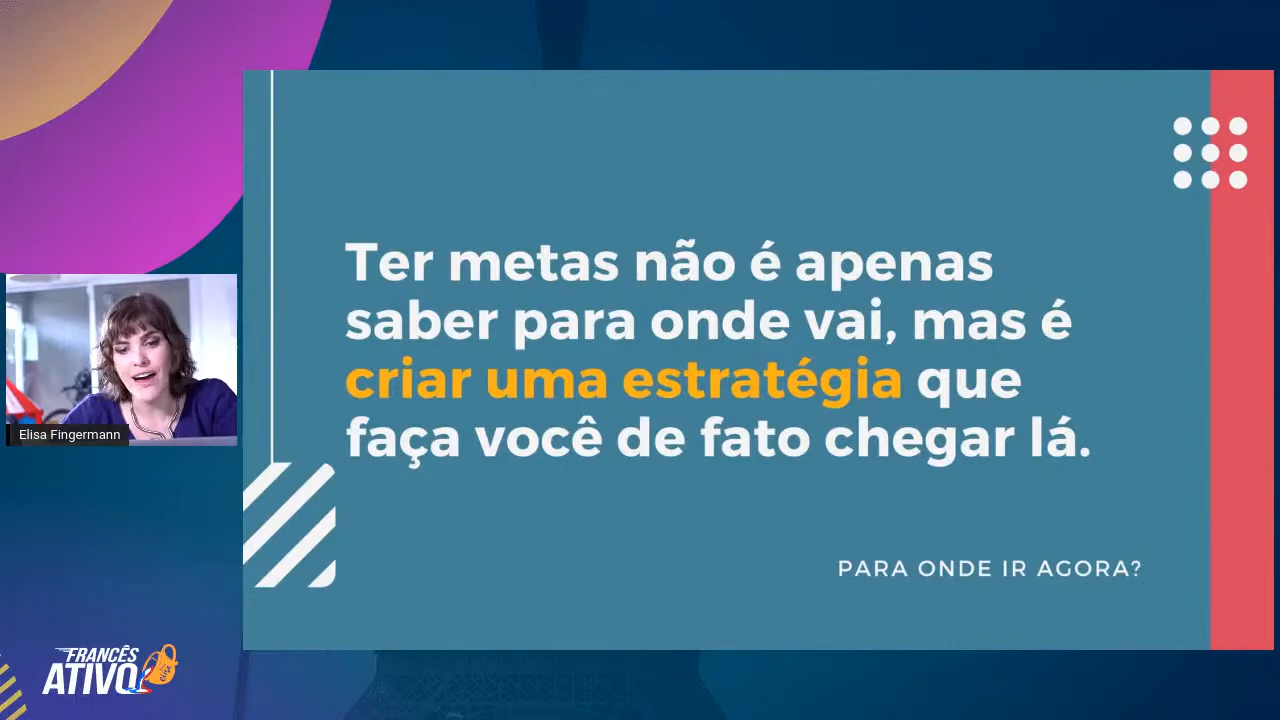 Ter metas não é apenas
saber para onde vai, mas é
criar uma estratégia que
faça você de fato chegar lá.
PARA ONDE IR AGORA?
Elisa Fingermann
FRANCÊS
ATIVO